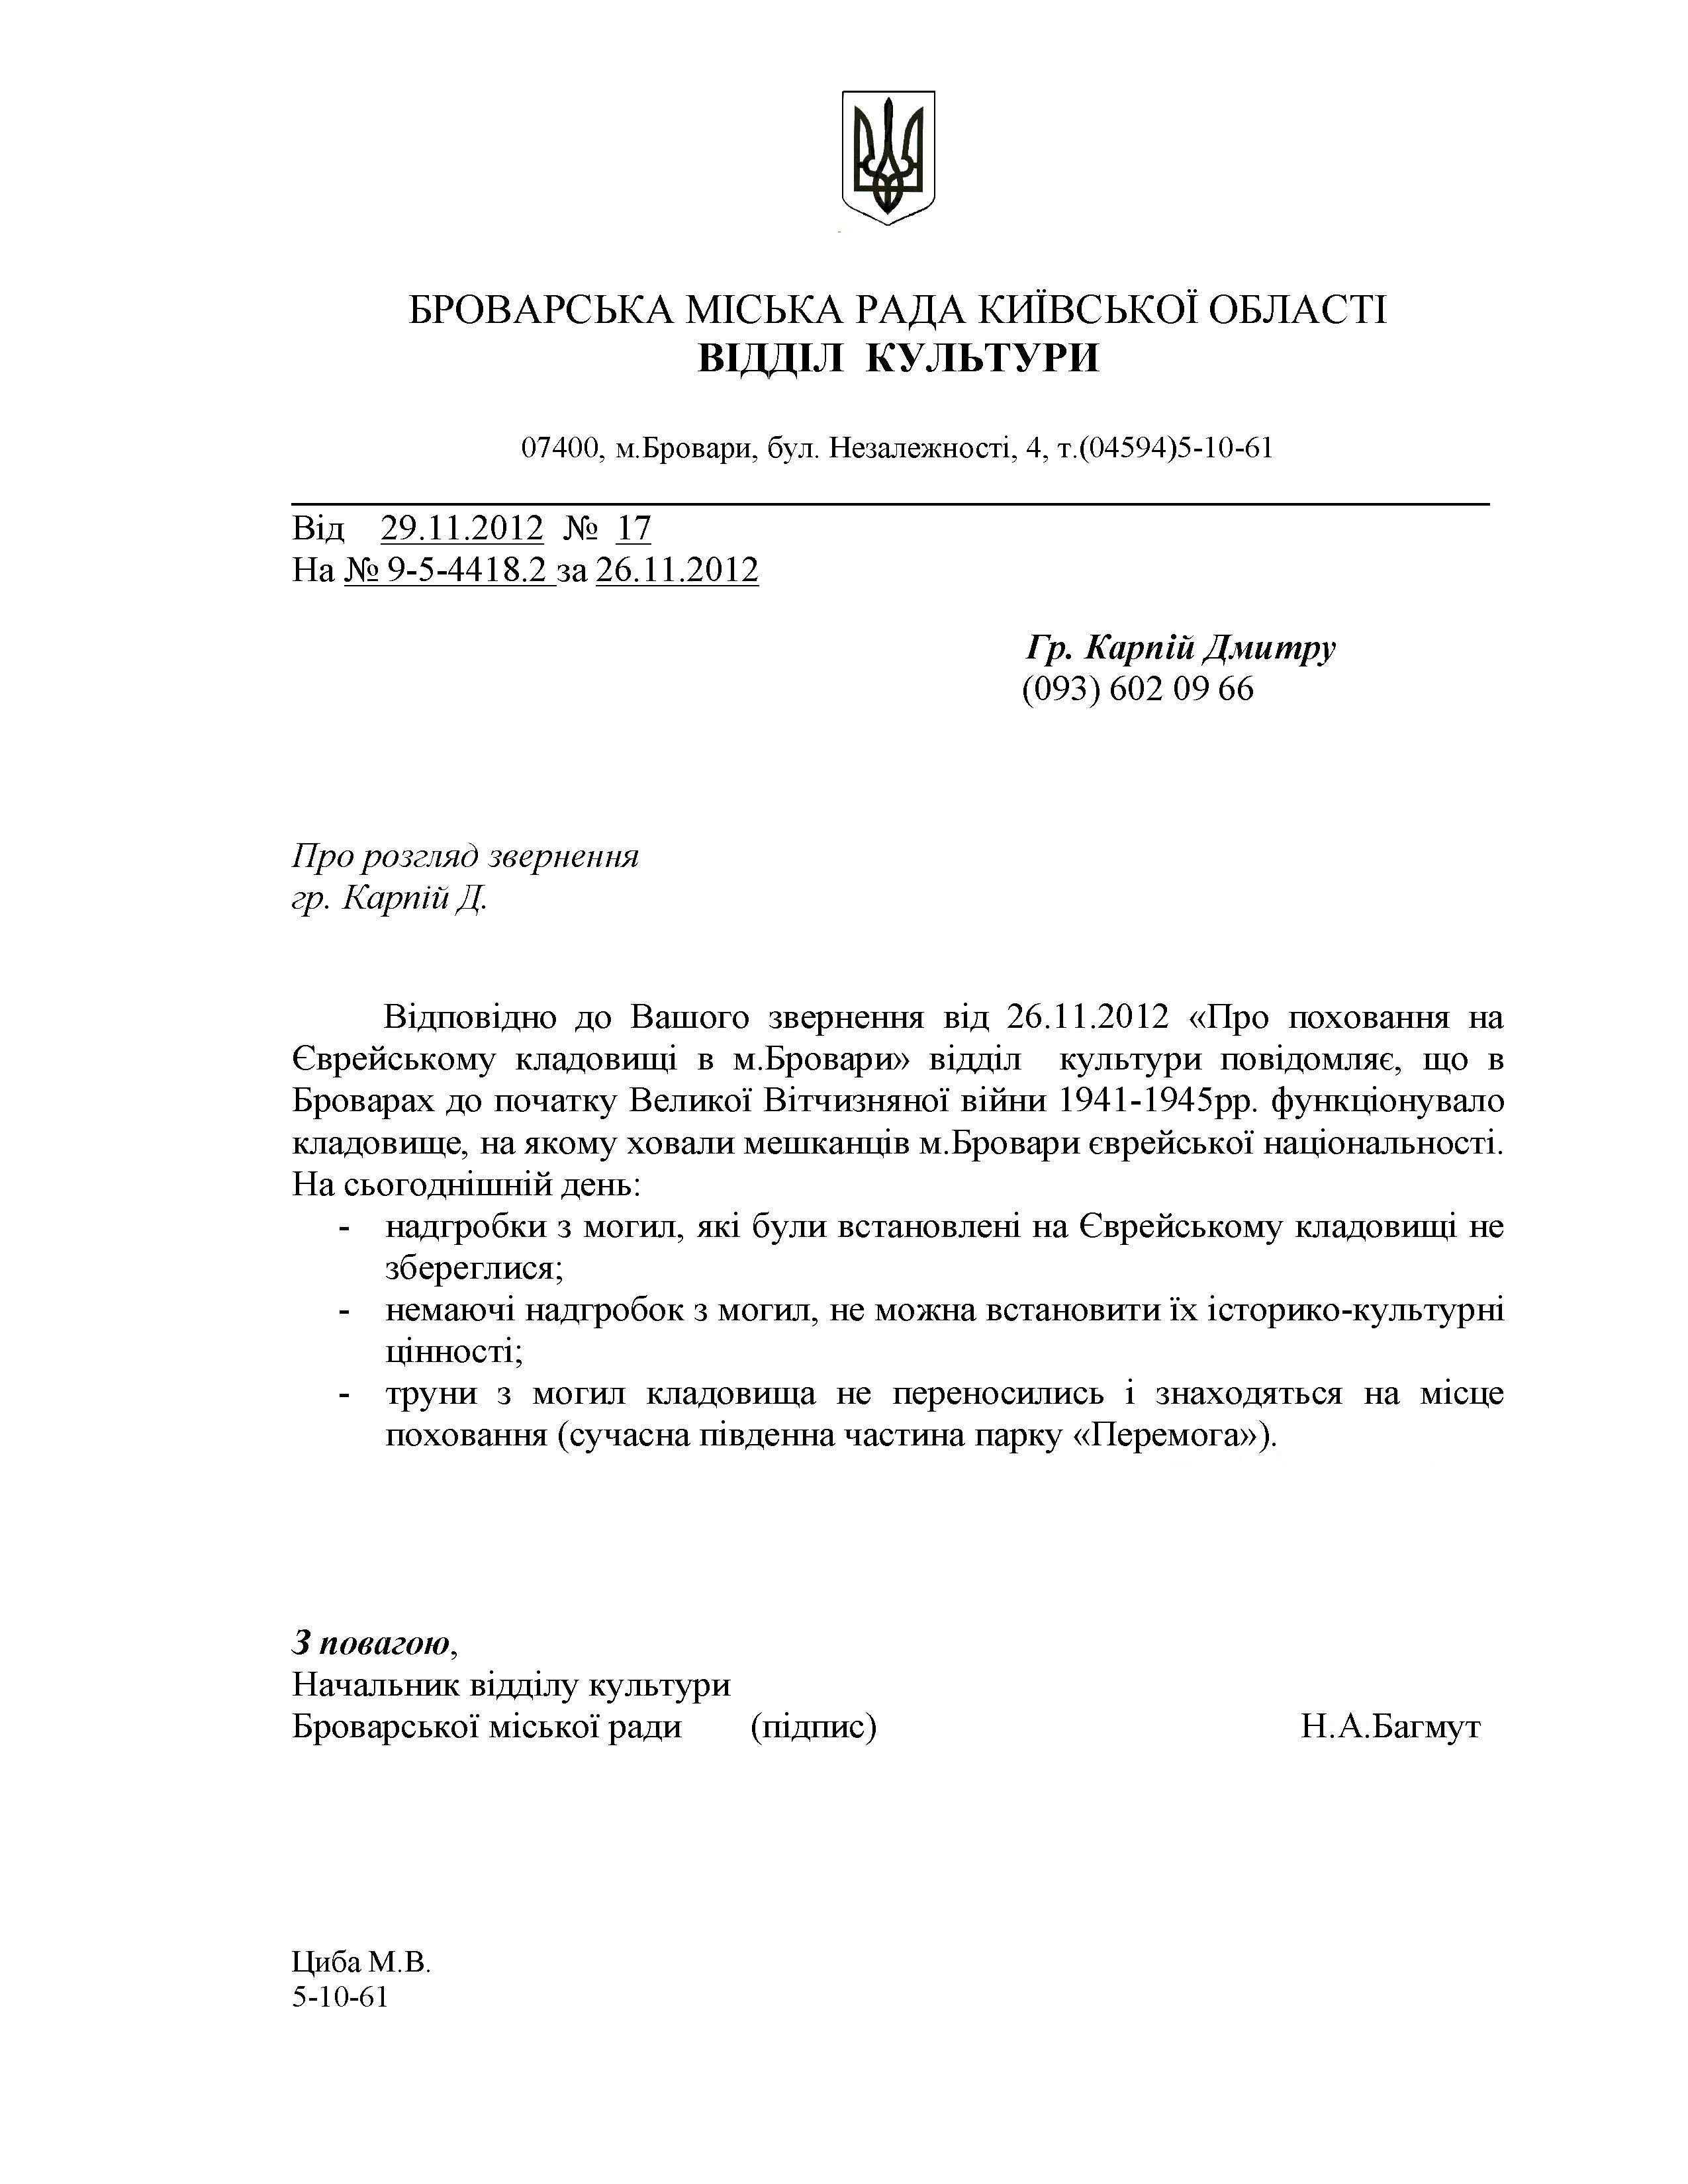 БРОВАРСЬКА МІСЬКА РАДА КИЇВСЬКОЇ ОБЛАСТІ
ВІДДІЛ КУЛЬТУРИ
07400, м.Бровари, бул. Незалежності, 4, т.(04594)5-10-61
Від 29.11.2012 № 17
На № 9-5-4418.2 за 26.11.2012
Гр. Карпій Дмитру
(093) 602 09 66
Про розгляд звернення
гр. Карпій Д.
Відповідно до Вашого звернення від 26.11.2012 «Про поховання на
Єврейському кладовищі в м.Бровари» відділ культури повідомляє, що в
Броварах до початку Великої Вітчизняної війни 1941-1945рр. функціонувало
кладовище, на якому ховали мешканців м.Бровари єврейської національності.
На сьогоднішній день:
- надгробки з могил, які були встановлені на Єврейському кладовищі не
збереглися;
- немаючі надгробок з могил, не можна встановити їх історико-культурні
цінності;
- труни з могил кладовища не переносились і знаходяться на місце
поховання (сучасна південна частина парку «Перемога»).
З повагою,
Начальник відділу культури
Броварської міської ради (підпис) Н.А.Багмут
Циба М.В.
5-10-61